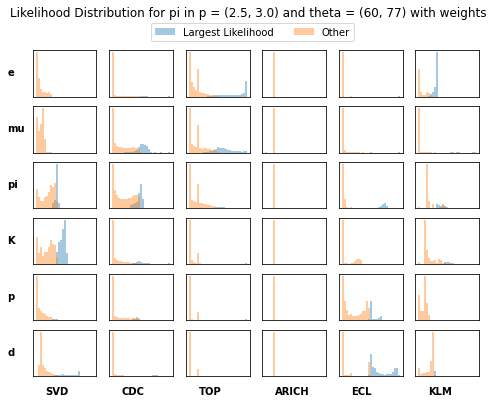 Likelihood Distribution for pi in p = (2.5, 3.0) and theta = (60, 77) with weights
Largest Likelihood Other
e
mu
pi
K
p
d
SVD CDC TOP ARICH ECL KLM